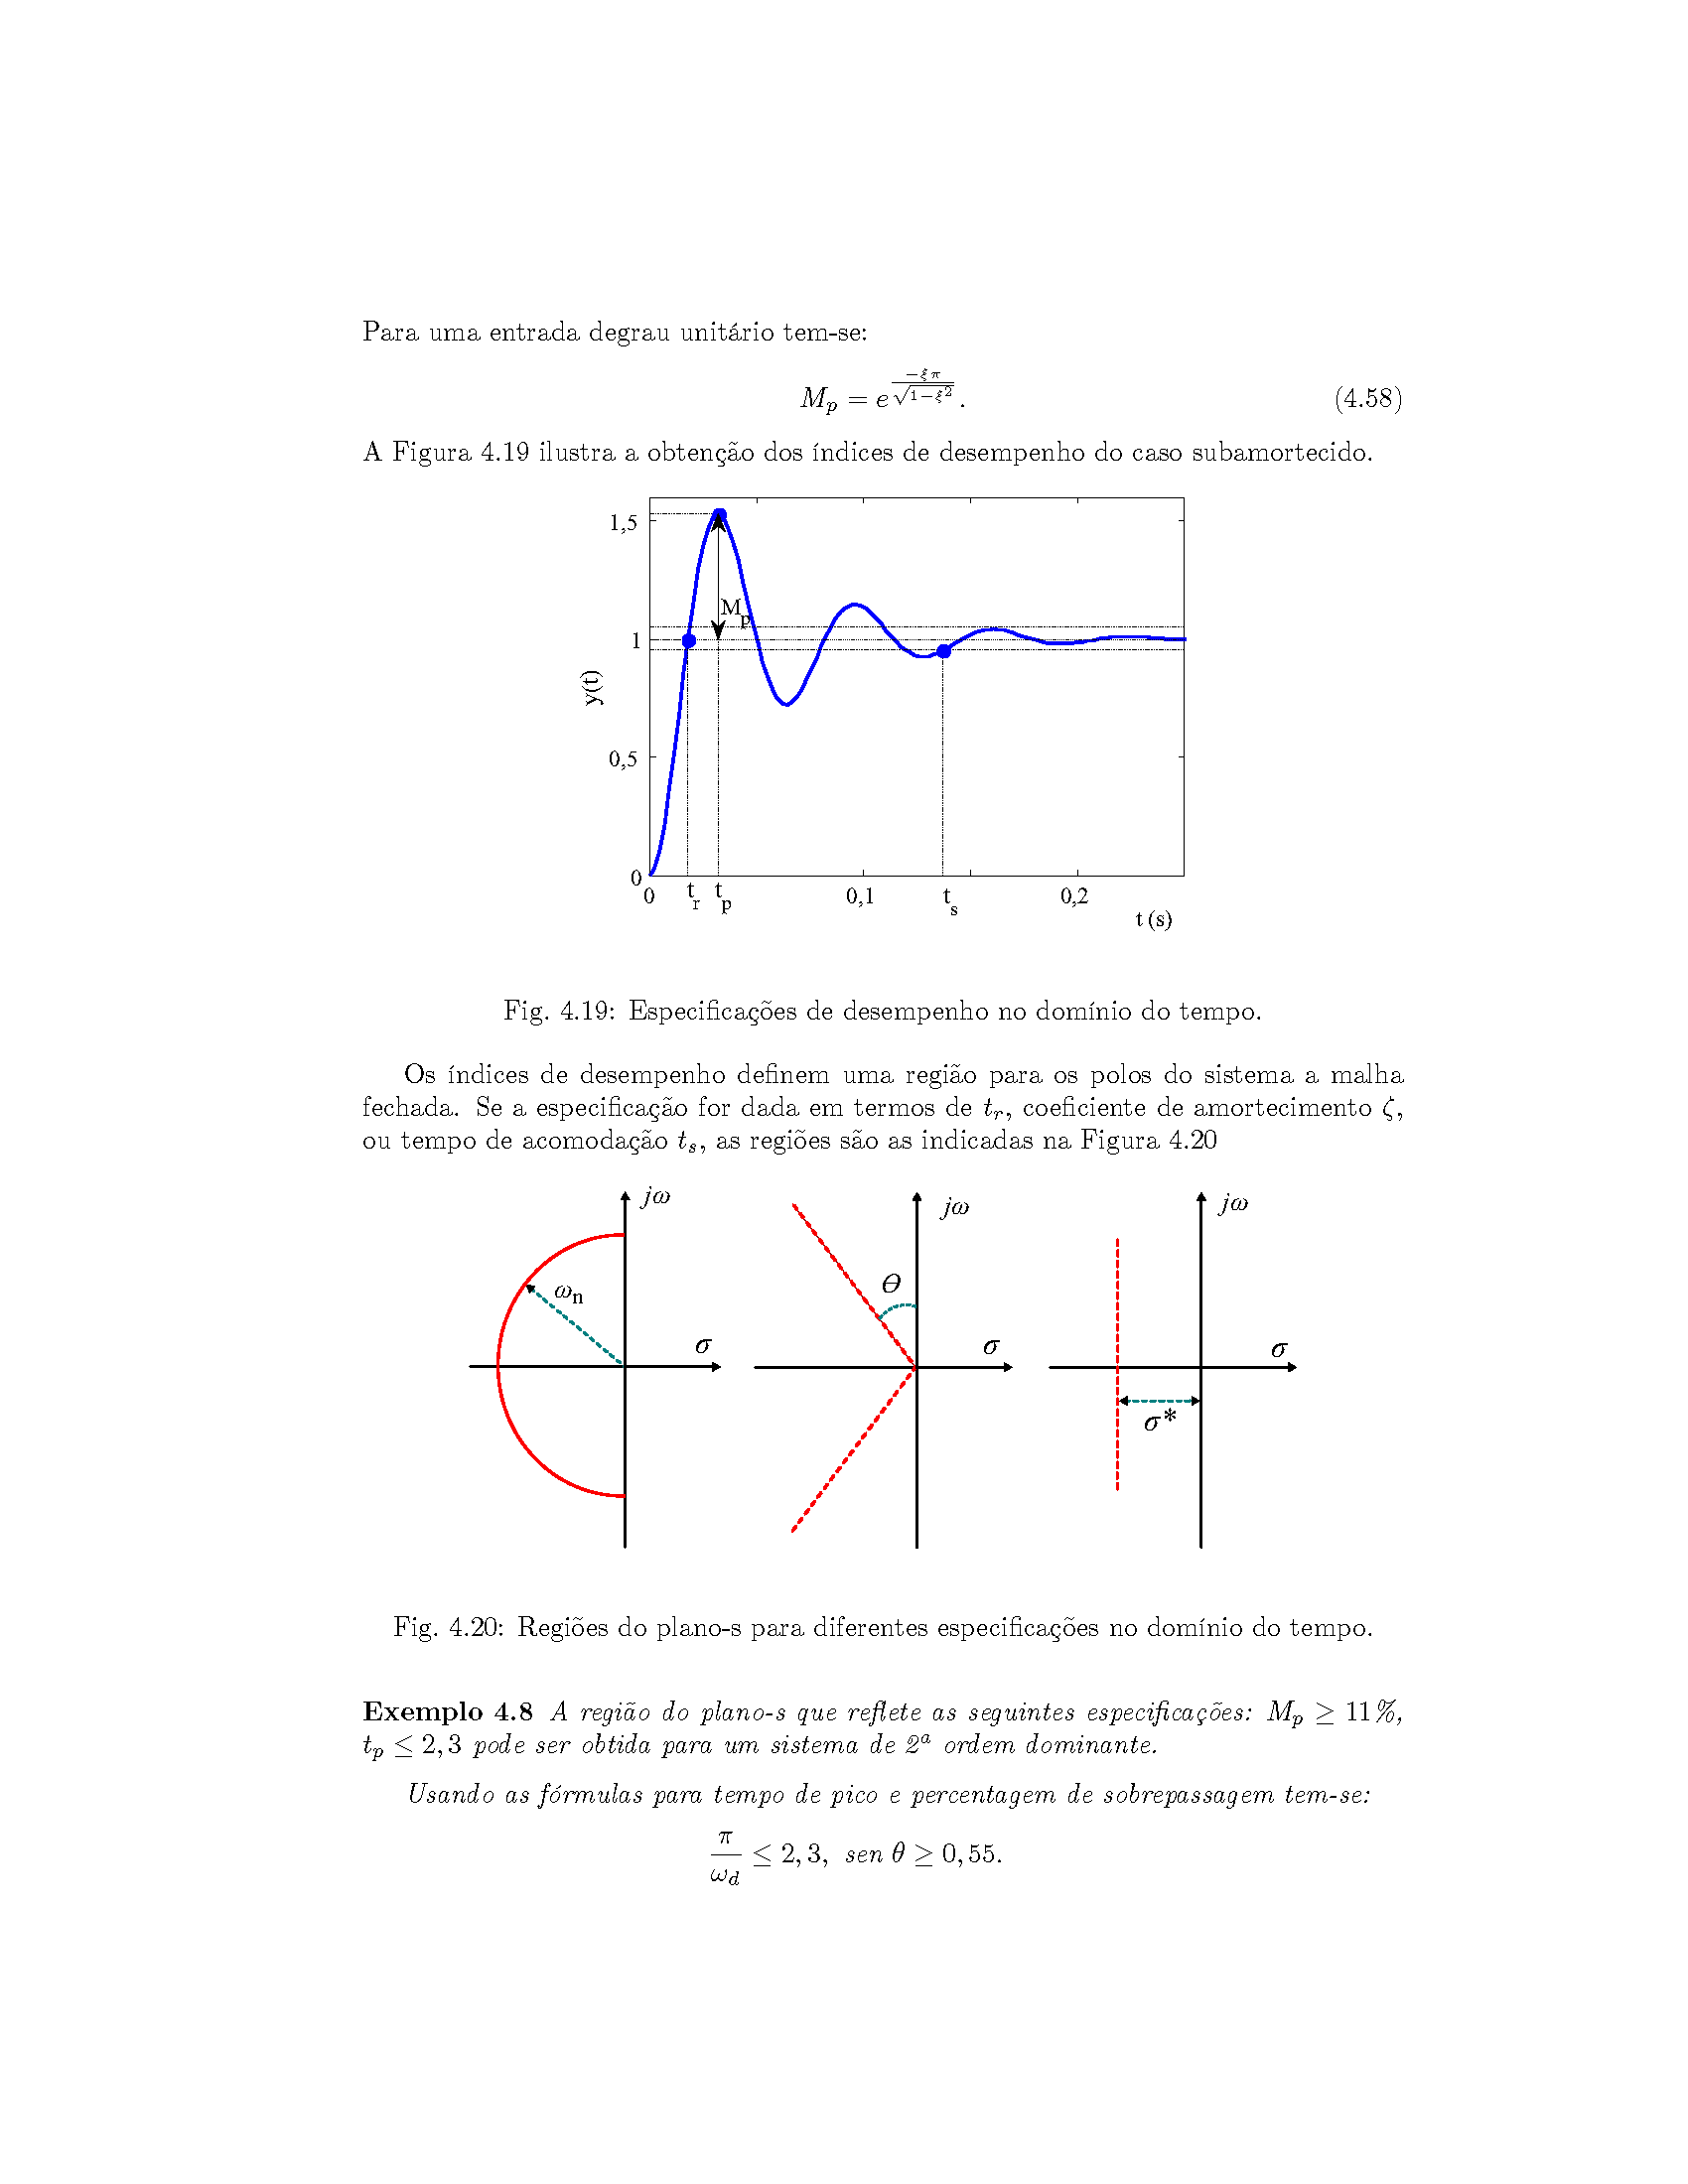 Para uma entrada degrau unitário tem-se:
M_p = e^{\frac{-ξπ}{\sqrt{1-ξ^2}}}. (4.58)
A Figura 4.19 ilustra a obtenção dos índices de desempenho do caso subamortecido.
1,5
M_p
1
y(t)
0,5
0
0 t_r t_p 0,1 t_s 0,2
t (s)
Fig. 4.19: Especificações de desempenho no domínio do tempo.
Os índices de desempenho definem uma região para os polos do sistema a malha
fechada. Se a especificação for dada em termos de t_r, coeficiente de amortecimento ζ,
ou tempo de acomodação t_s, as regiões são as indicadas na Figura 4.20
jω jω jω
ω_n θ
σ σ σ
σ*
Fig. 4.20: Regiões do plano-s para diferentes especificações no domínio do tempo.
Exemplo 4.8 A região do plano-s que reflete as seguintes especificações: M_p ≥ 11%,
t_p ≤ 2,3 pode ser obtida para um sistema de 2^a ordem dominante.
Usando as fórmulas para tempo de pico e percentagem de sobrepassagem tem-se:
\frac{π}{ω_d} ≤ 2,3, sen θ ≥ 0,55.